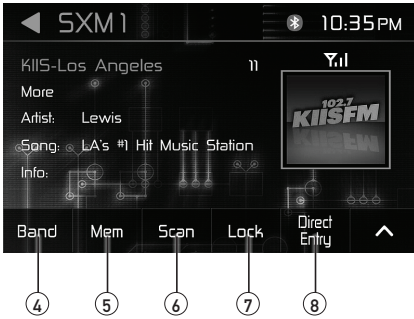 SXM1 10:35PM
KIIS-Los Angeles 11
More
Artist: Lewis
Song: LA's #1 Hit Music Station
Info:
102.7
KIISFM
Band Mem Scan Lock Direct Entry
4 5 6 7 8